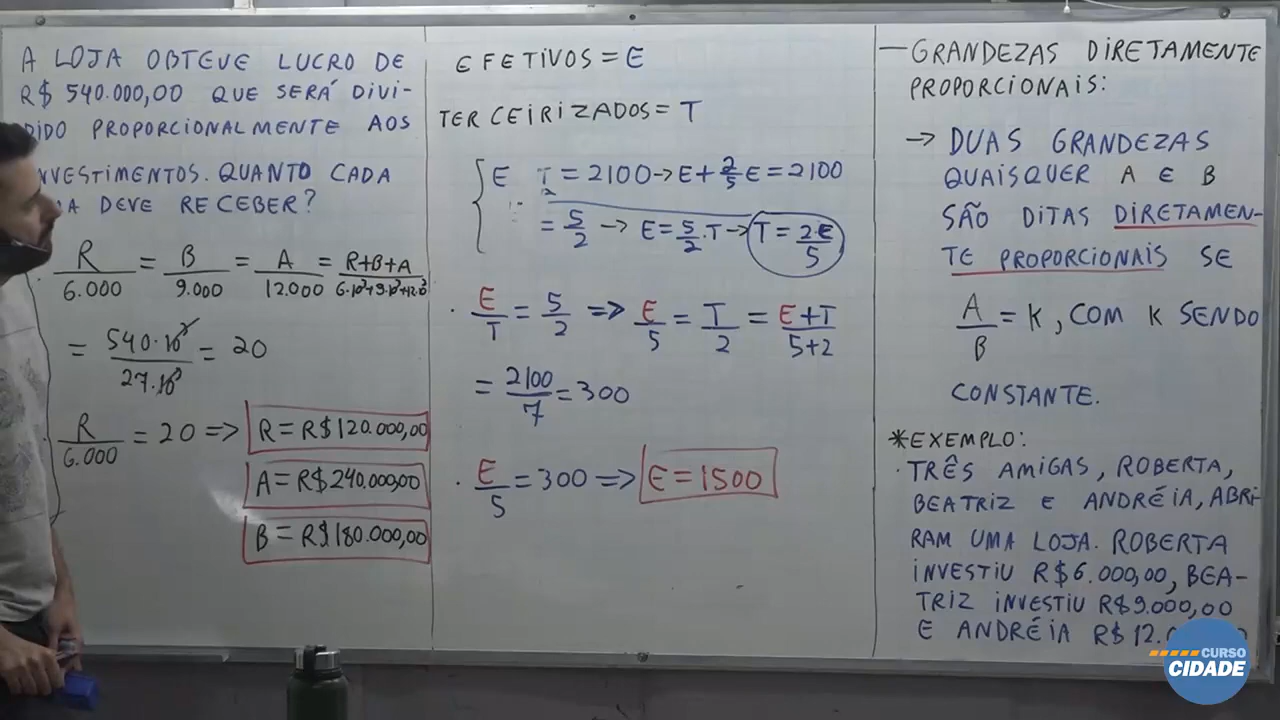 A LOJA OBTEVE LUCRO DE
R$ 540.000,00 QUE SERÁ DIVI-
DIDO PROPORCIONALMENTE AOS
NVESTIMENTOS. QUANTO CADA
A DEVE RECEBER?
R/6.000 = B/9.000 = A/12.000 = R+B+A/6·10³+9·10³+12·10³
= 540·10³/27·10³ = 20
R/6.000 = 20 => R = R$120.000,00
A = R$240.000,00
B = R$180.000,00
EFETIVOS = E
TERCEIRIZADOS = T
E T = 2100 -> E + 2/5 E = 2100
= 5/2 -> E = 5/2 · T -> T = 2·E/5
· E/T = 5/2 => E/5 = T/2 = E+T/5+2
= 2100/7 = 300
· E/5 = 300 => E = 1500
— GRANDEZAS DIRETAMENTE
PROPORCIONAIS:
-> DUAS GRANDEZAS
QUAISQUER A E B
SÃO DITAS DIRETAMEN-
TE PROPORCIONAIS SE
A/B = K, COM K SENDO
CONSTANTE.
*EXEMPLO:
· TRÊS AMIGAS, ROBERTA,
BEATRIZ E ANDRÉIA, ABRI-
RAM UMA LOJA. ROBERTA
INVESTIU R$6.000,00, BEA-
TRIZ INVESTIU R$9.000,00
E ANDRÉIA R$12.
CURSO
CIDADE